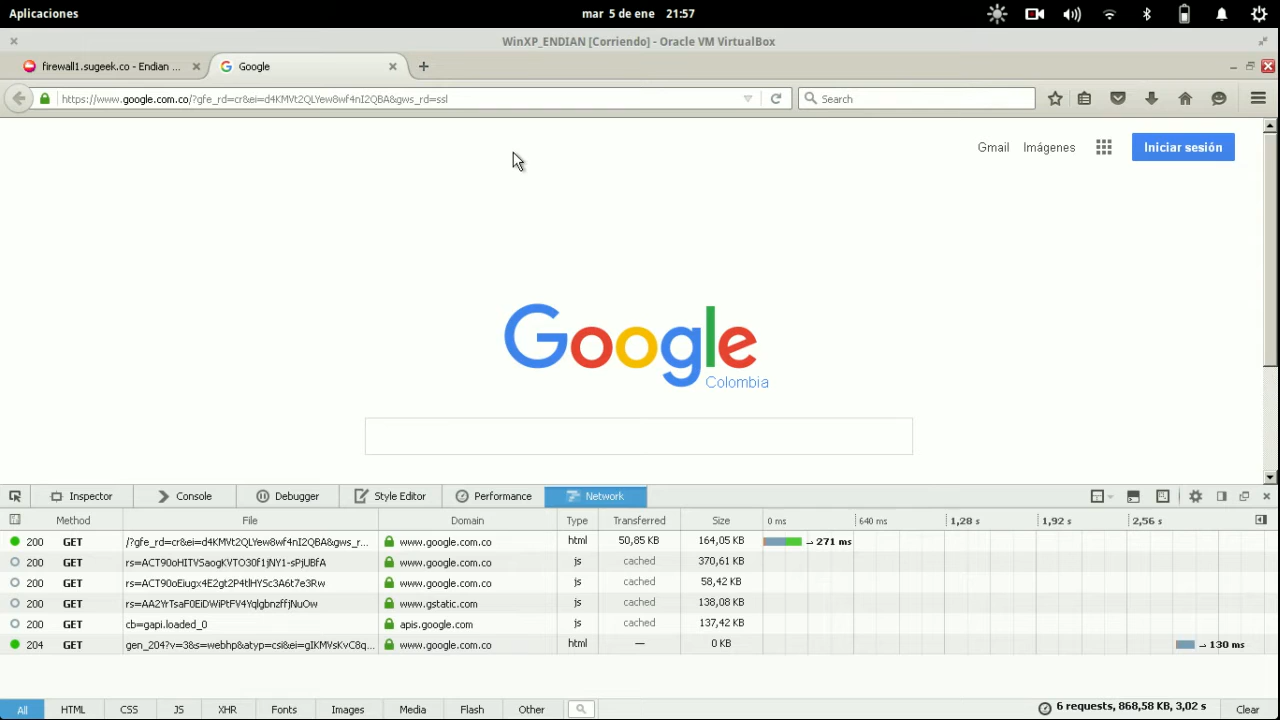 Aplicaciones
mar 5 de ene 21:57
WinXP_ENDIAN [Corriendo] - Oracle VM VirtualBox
firewall1.sugeek.co - Endian ...
Google
https://www.google.com.co/?gfe_rd=cr&ei=d4KMVt2QLYew8wf4nI2QBA&gws_rd=ssl
Search
Gmail Imágenes Iniciar sesión
Google
Colombia
Inspector Console Debugger Style Editor Performance Network
Method File Domain Type Transferred Size 0 ms 640 ms 1,28 s 1,92 s 2,56 s
200 GET /?gfe_rd=cr&ei=d4KMVt2QLYew8wf4nI2QBA&gws_r... www.google.com.co html 50,85 KB 164,05 KB → 271 ms
200 GET rs=ACT90oHITVSaogKVTO30f1jNY1-sPjUBfA www.google.com.co js cached 370,61 KB
200 GET rs=ACT90oEiugx4E2gt2P4tlHYSc3A6t7e3Rw www.google.com.co js cached 58,42 KB
200 GET rs=AA2YrTsaF0EiDWiPtFV4YqlgbnzffjNuOw www.gstatic.com js cached 138,08 KB
200 GET cb=gapi.loaded_0 apis.google.com js cached 137,42 KB
204 GET gen_204?v=3&s=webhp&atyp=csi&ei=gIKMVsKvC8q... www.google.com.co html — 0 KB → 130 ms
All HTML CSS JS XHR Fonts Images Media Flash Other 6 requests, 868,58 KB, 3,02 s Clear